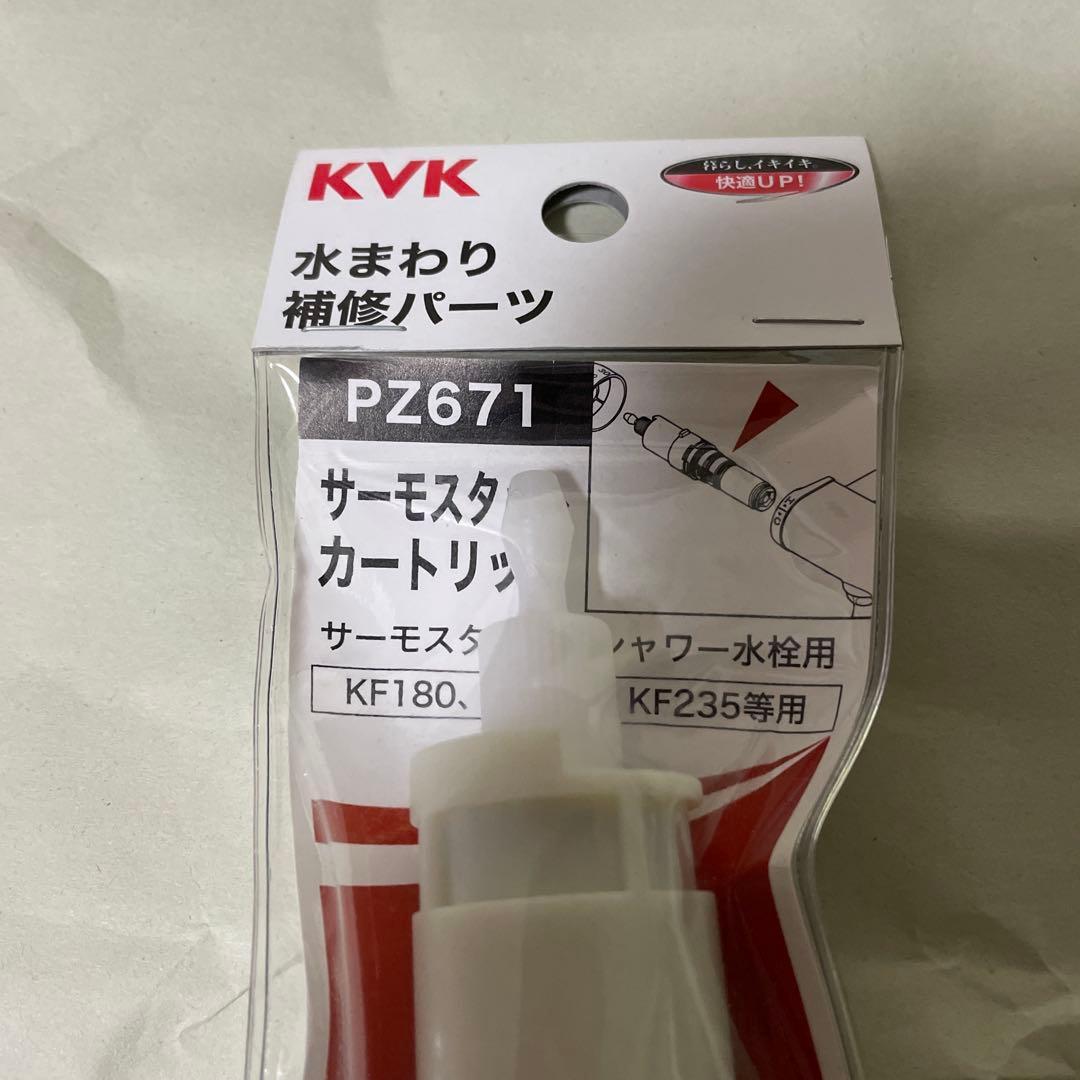 KVK
暮らし、イキイキ。
快適UP!
水まわり
補修パーツ
PZ671
サーモスタ
カートリッ
サーモスタ シャワー水栓用
KF180、 KF235等用